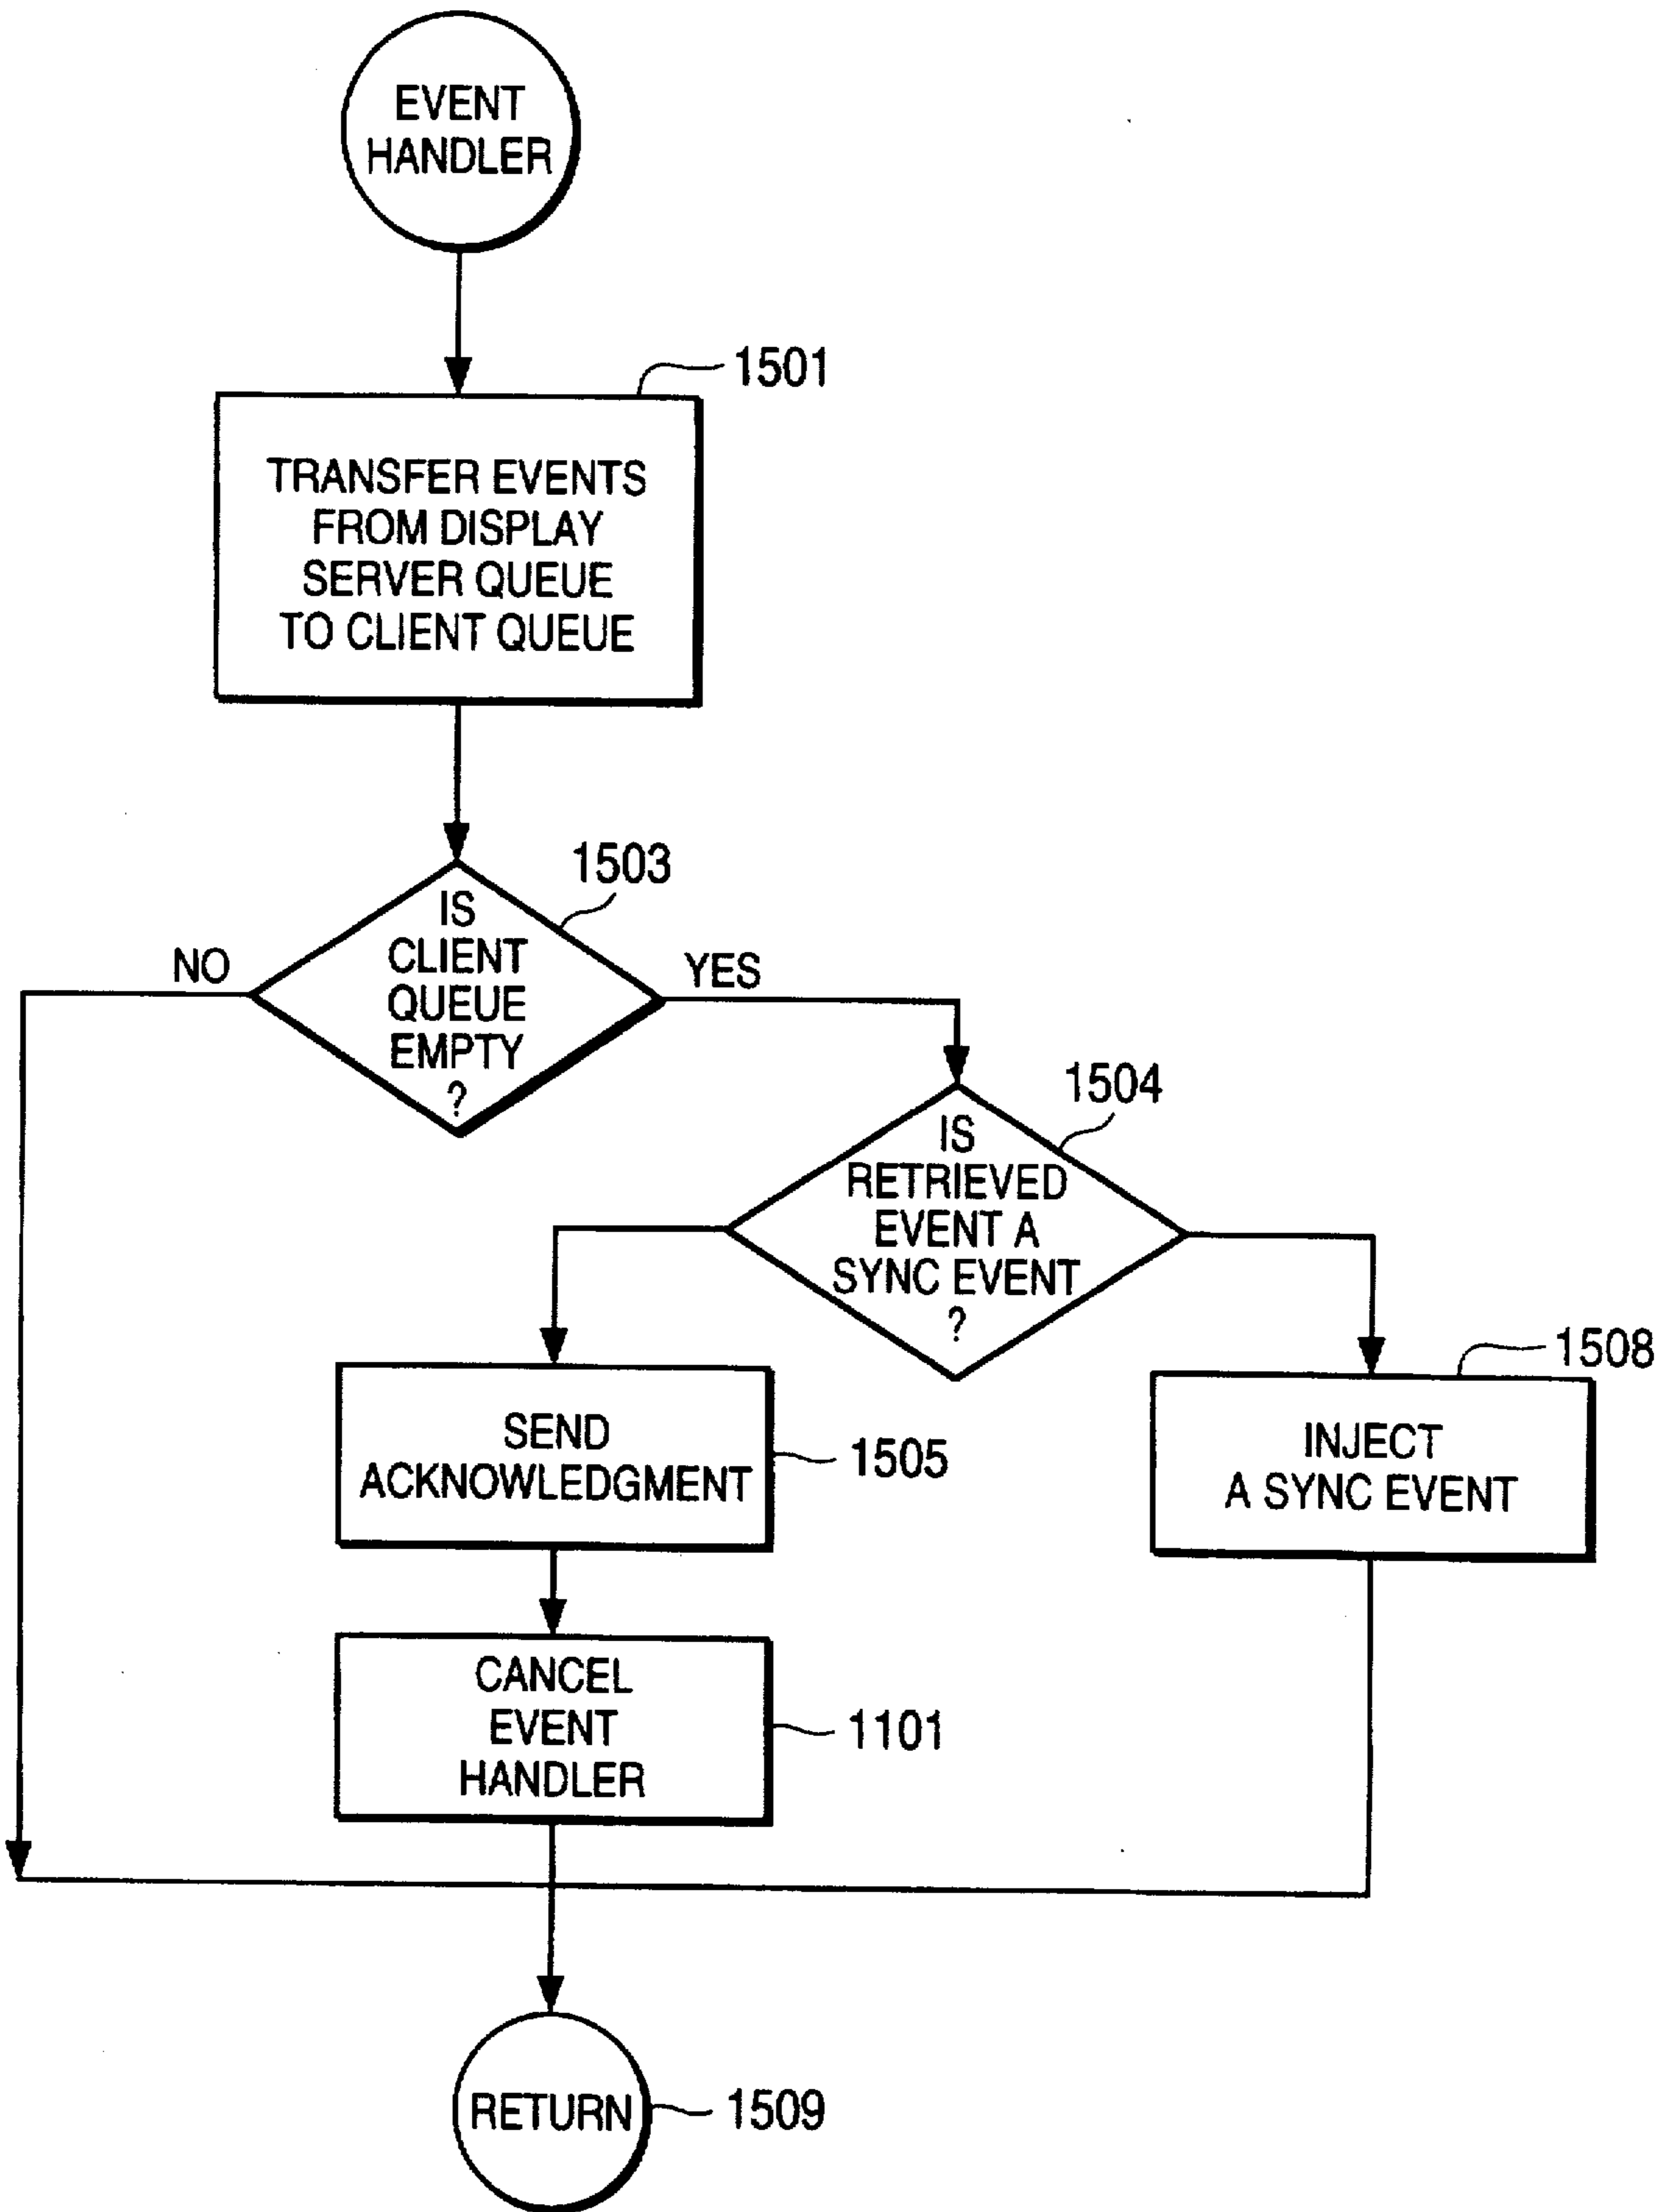 EVENT
HANDLER
1501
TRANSFER EVENTS
FROM DISPLAY
SERVER QUEUE
TO CLIENT QUEUE
1503
IS
CLIENT
QUEUE
EMPTY
?
NO
YES
1504
IS
RETRIEVED
EVENT A
SYNC EVENT
?
SEND
ACKNOWLEDGMENT
1505
INJECT
A SYNC EVENT
1508
CANCEL
EVENT
HANDLER
1101
RETURN
1509